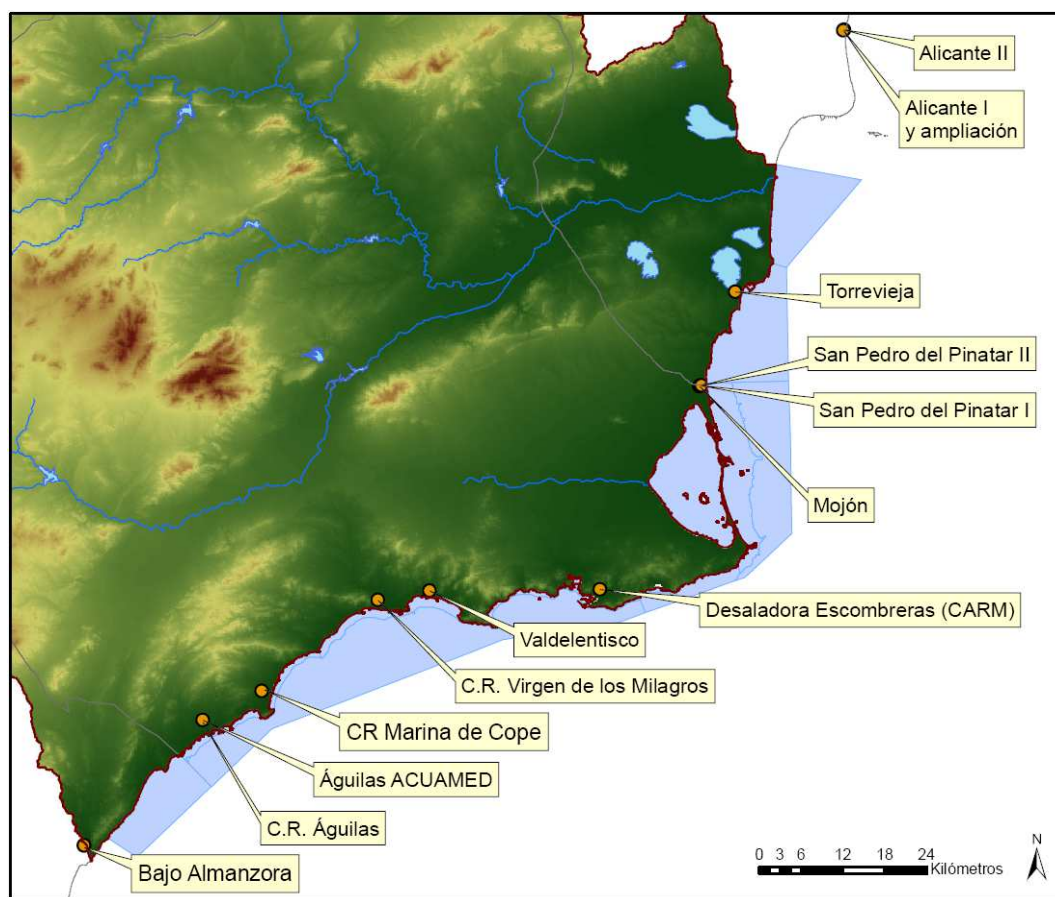 Alicante II
Alicante I
y ampliación
Torrevieja
San Pedro del Pinatar II
San Pedro del Pinatar I
Mojón
Desaladora Escombreras (CARM)
Valdelentisco
C.R. Virgen de los Milagros
CR Marina de Cope
Águilas ACUAMED
C.R. Águilas
Bajo Almanzora
N
0 3 6 12 18 24
Kilómetros